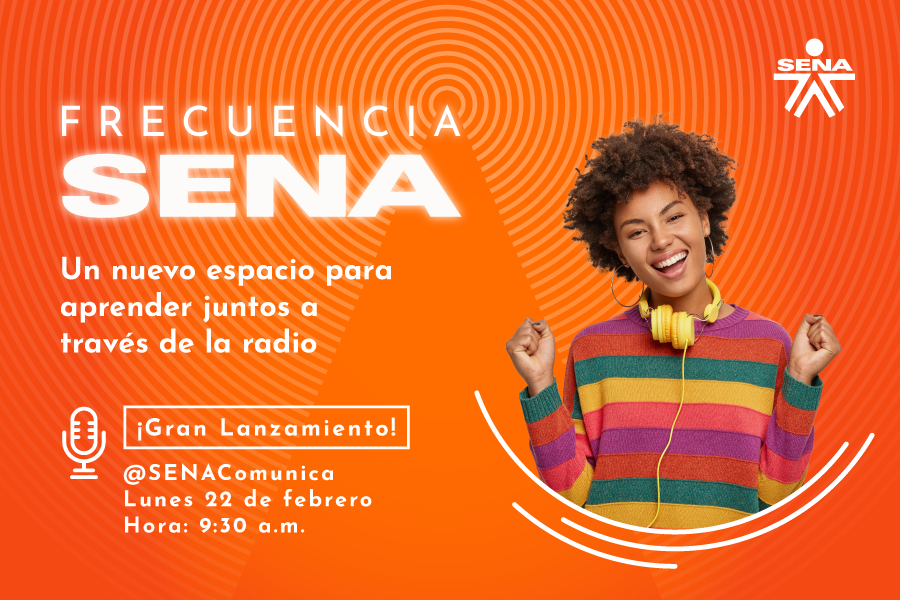 SENA
FRECUENCIA
SENA
Un nuevo espacio para
aprender juntos a
través de la radio
¡Gran Lanzamiento!
@SENAComunica
Lunes 22 de febrero
Hora: 9:30 a.m.